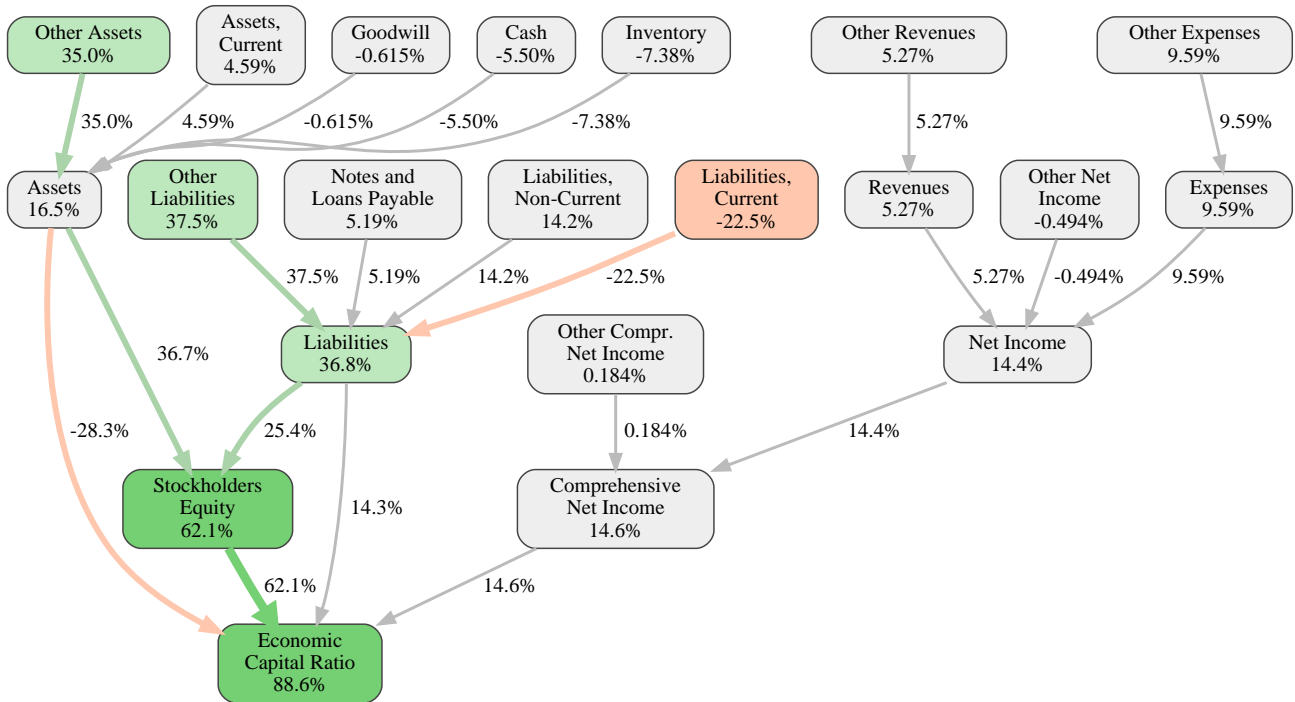 Other Assets
35.0%
Assets,
Current
4.59%
Goodwill
-0.615%
Cash
-5.50%
Inventory
-7.38%
Other Revenues
5.27%
Other Expenses
9.59%
35.0%
4.59%
-0.615%
-5.50%
-7.38%
5.27%
9.59%
Assets
16.5%
Other
Liabilities
37.5%
Notes and
Loans Payable
5.19%
Liabilities,
Non-Current
14.2%
Liabilities,
Current
-22.5%
Revenues
5.27%
Other Net
Income
-0.494%
Expenses
9.59%
37.5%
5.19%
14.2%
-22.5%
5.27%
-0.494%
9.59%
36.7%
Liabilities
36.8%
Other Compr.
Net Income
0.184%
Net Income
14.4%
-28.3%
25.4%
0.184%
14.4%
Stockholders
Equity
62.1%
14.3%
Comprehensive
Net Income
14.6%
62.1%
14.6%
Economic
Capital Ratio
88.6%